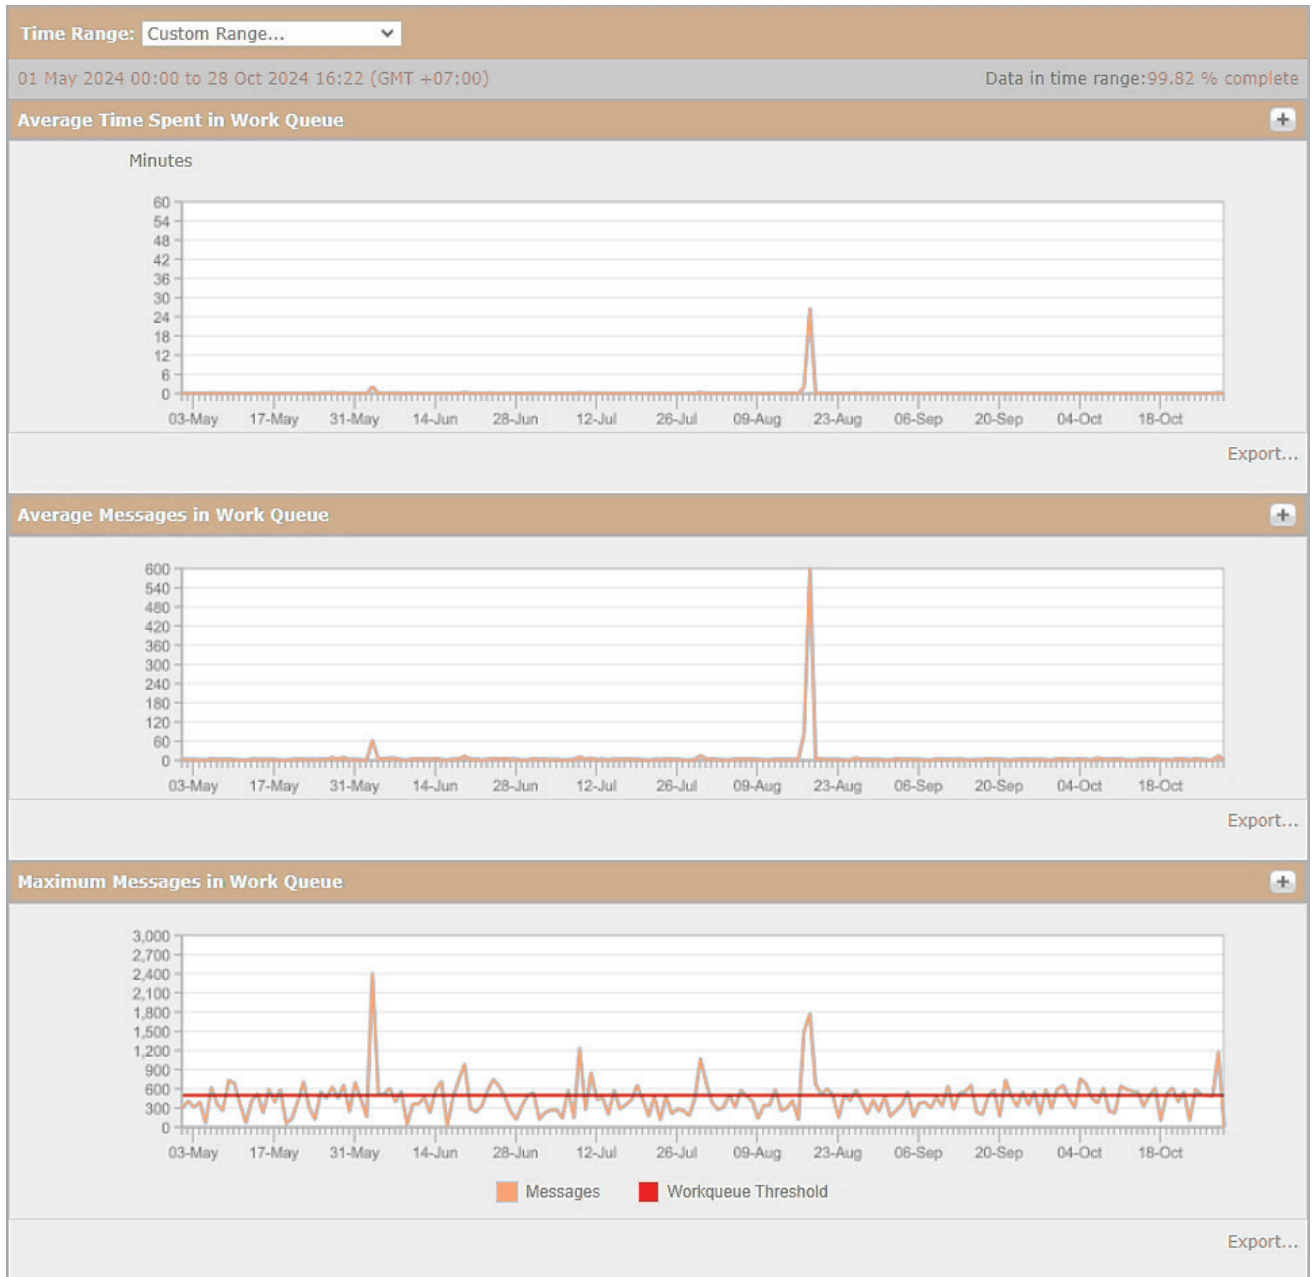 Time Range: Custom Range...
01 May 2024 00:00 to 28 Oct 2024 16:22 (GMT +07:00) Data in time range:99.82 % complete
Average Time Spent in Work Queue
Minutes
60
54
48
42
36
30
24
18
12
6
0
03-May 17-May 31-May 14-Jun 28-Jun 12-Jul 26-Jul 09-Aug 23-Aug 06-Sep 20-Sep 04-Oct 18-Oct
Export...
Average Messages in Work Queue
600
540
480
420
360
300
240
180
120
60
0
03-May 17-May 31-May 14-Jun 28-Jun 12-Jul 26-Jul 09-Aug 23-Aug 06-Sep 20-Sep 04-Oct 18-Oct
Export...
Maximum Messages in Work Queue
3,000
2,700
2,400
2,100
1,800
1,500
1,200
900
600
300
0
03-May 17-May 31-May 14-Jun 28-Jun 12-Jul 26-Jul 09-Aug 23-Aug 06-Sep 20-Sep 04-Oct 18-Oct
Messages Workqueue Threshold
Export...